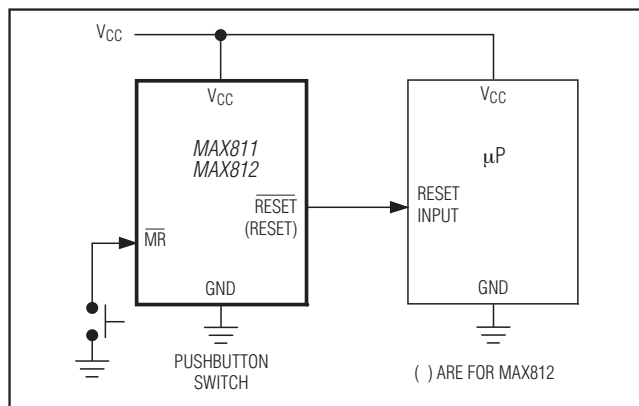 VCC
VCC
MAX811
MAX812
RESET
(RESET)
MR
GND
PUSHBUTTON
SWITCH
VCC
μP
RESET
INPUT
GND
( ) ARE FOR MAX812